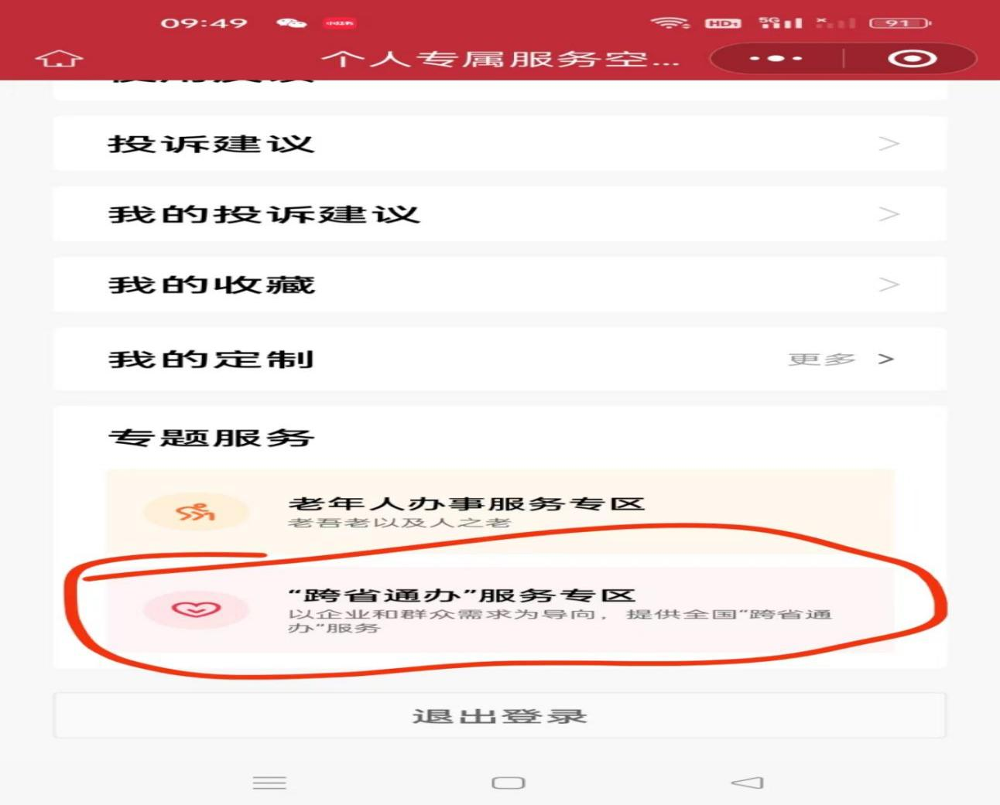 09:49
HD1 5G 91
个人专属服务空...
投诉建议
我的投诉建议
我的收藏
我的定制
更多
专题服务
老年人办事服务专区
老吾老以及人之老
“跨省通办”服务专区
以企业和群众需求为导向，提供全国“跨省通
办”服务
退出登录